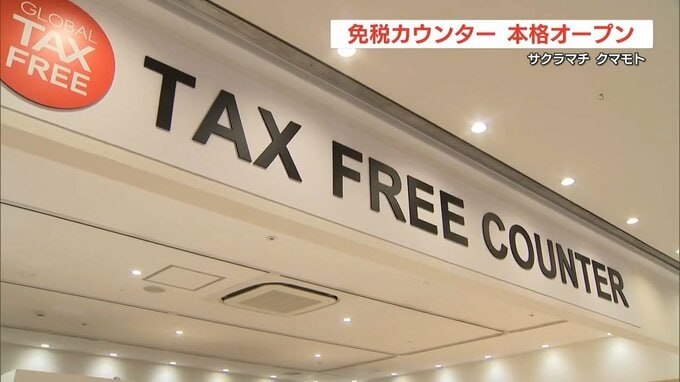 免税カウンター 本格オープン
サクラマチ クマモト
GLOBAL
TAX
FREE
TAX FREE COUNTER